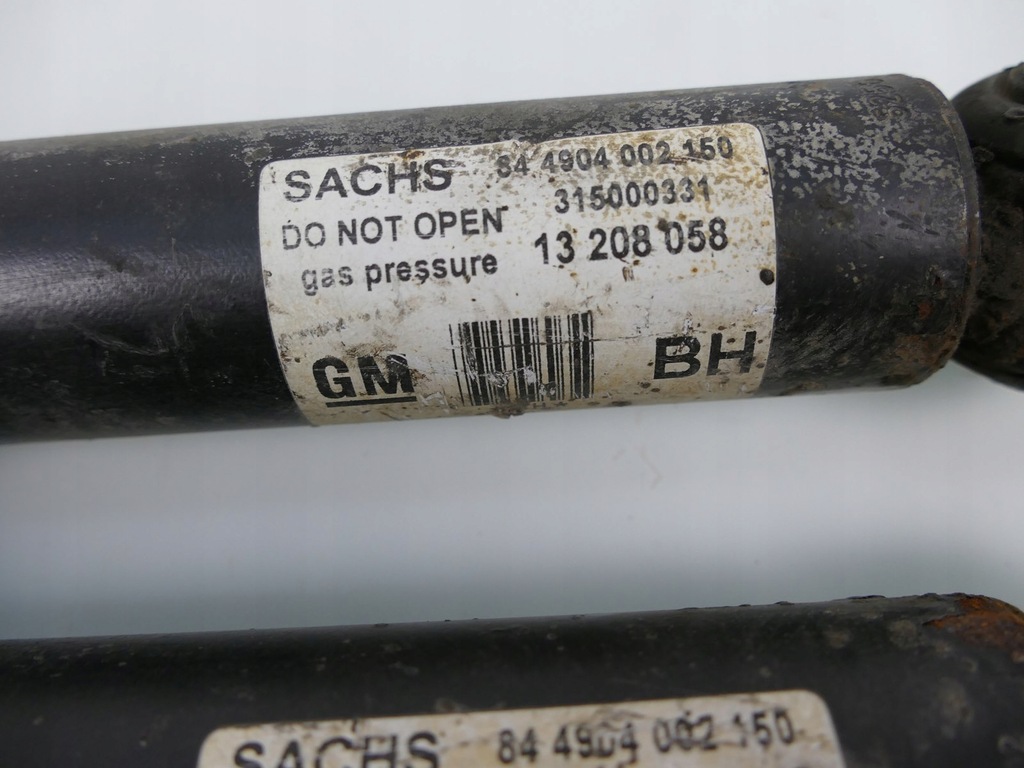 SACHS 84 4904 002 150
315000331
DO NOT OPEN
13 208 058
gas pressure
GM BH
SACHS 84 4904 002 150